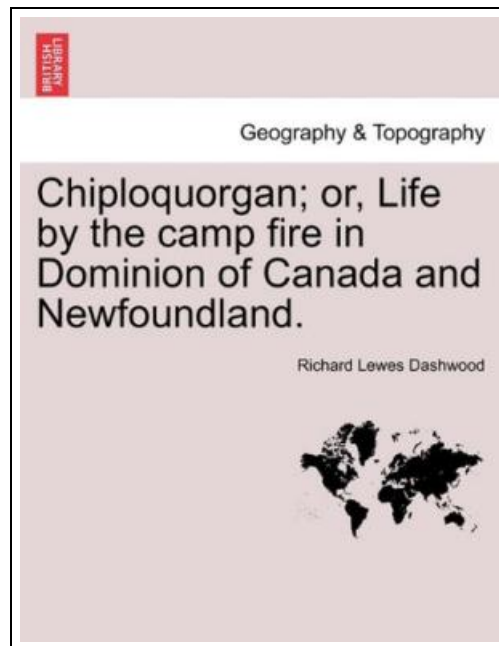 BRITISH
LIBRARY
Geography & Topography
Chiploquorgan; or, Life
by the camp fire in
Dominion of Canada and
Newfoundland.
Richard Lewes Dashwood